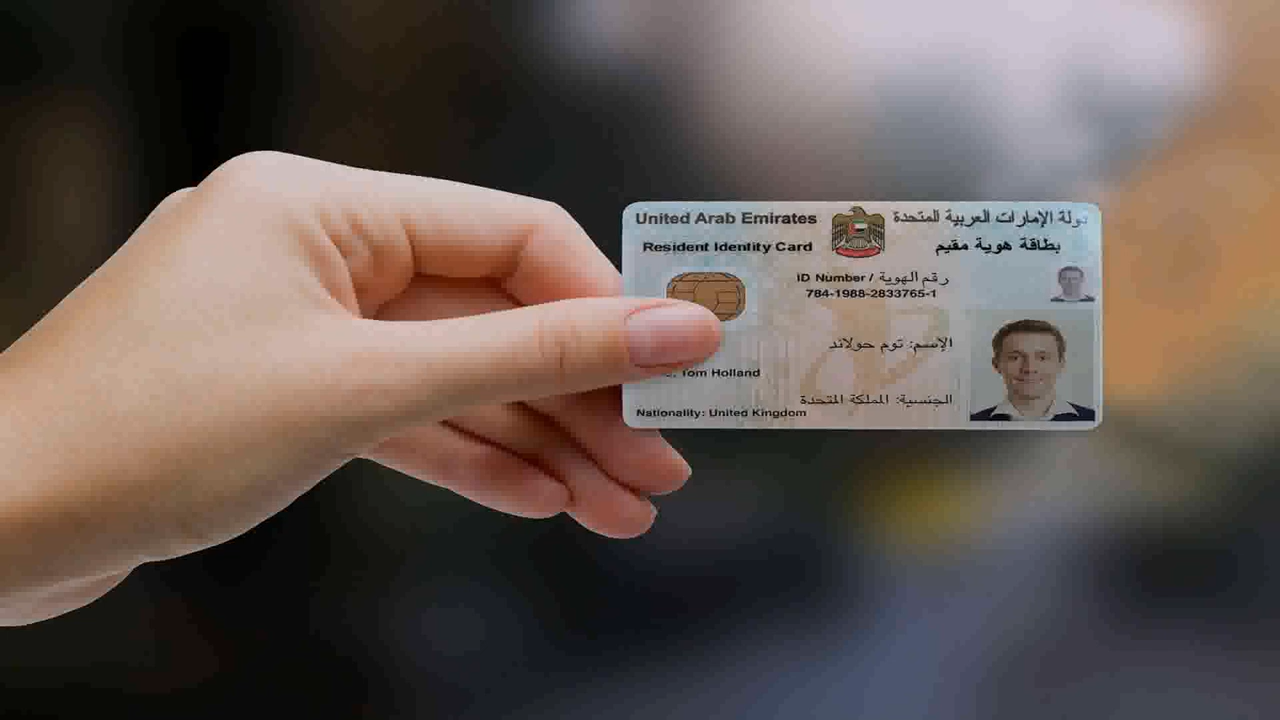 United Arab Emirates
دولة الإمارات العربية المتحدة
Resident Identity Card
بطاقة هوية مقيم
ID Number / رقم الهوية
784-1988-2833765-1
الإسم: توم حولاند
: Tom Holland
الجنسية: المملكة المتحدة
Nationality: United Kingdom